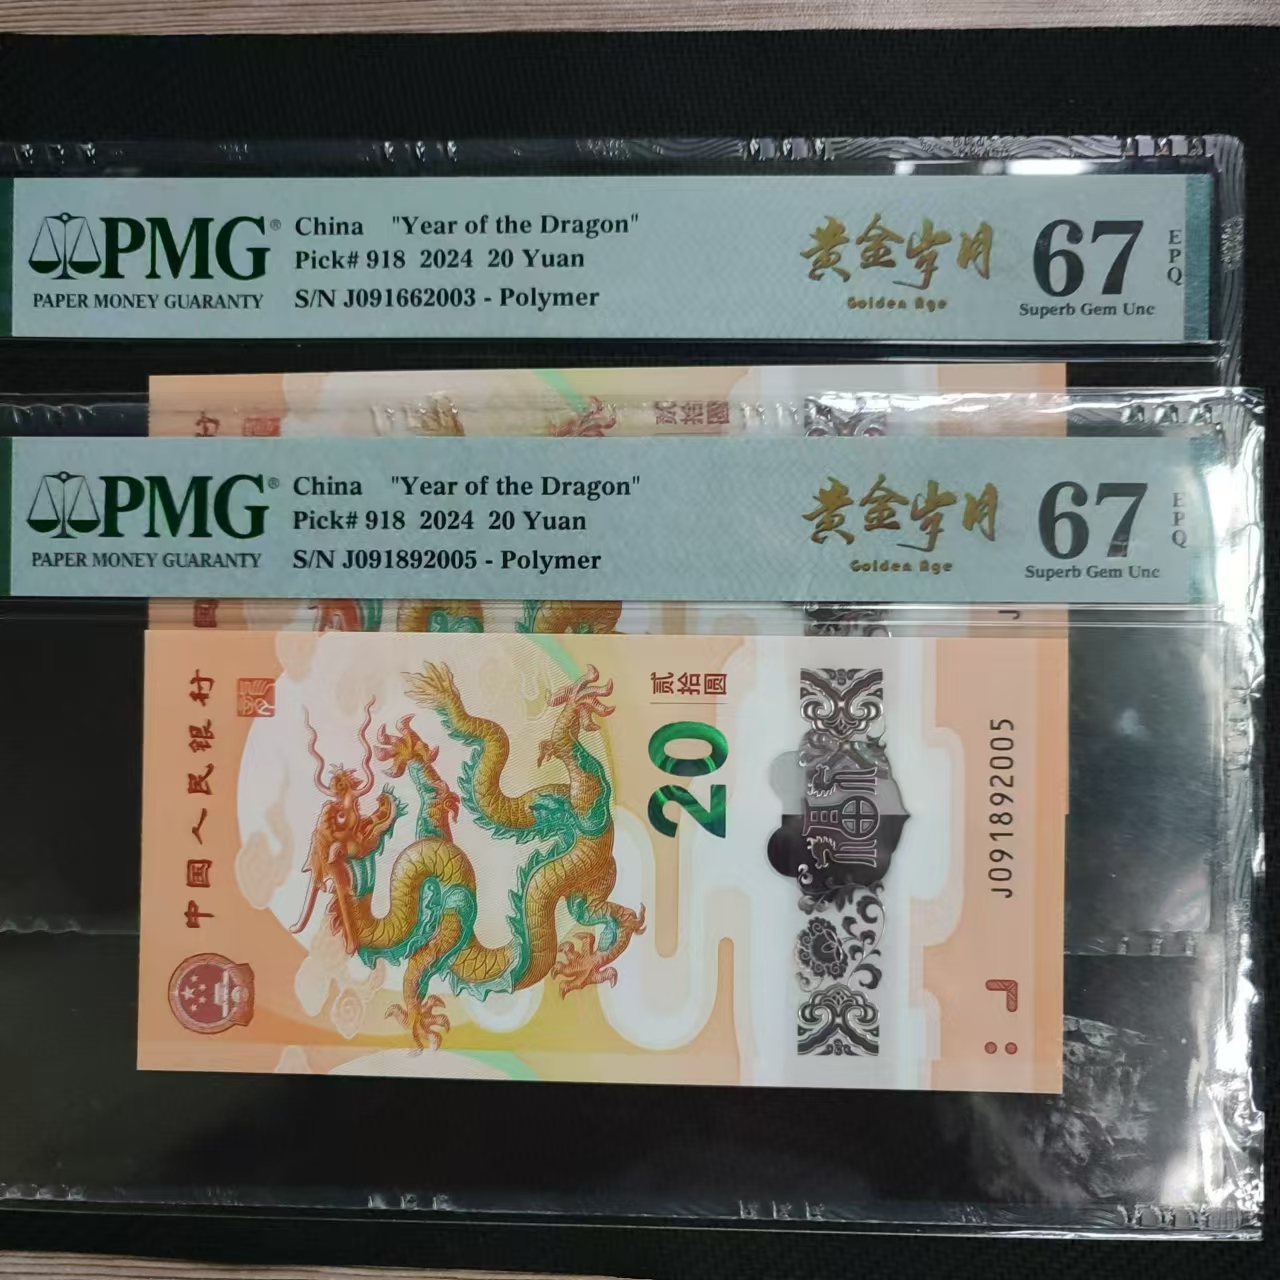 PMG®
PAPER MONEY GUARANTY
China "Year of the Dragon"
Pick# 918 2024 20 Yuan
S/N J091662003 - Polymer
黄金岁月
Golden Age
67
EPQ
Superb Gem Unc
贰拾圆
PMG®
PAPER MONEY GUARANTY
China "Year of the Dragon"
Pick# 918 2024 20 Yuan
S/N J091892005 - Polymer
黄金岁月
Golden Age
67
EPQ
Superb Gem Unc
中国人民银行
贰拾圆
20
J091892005